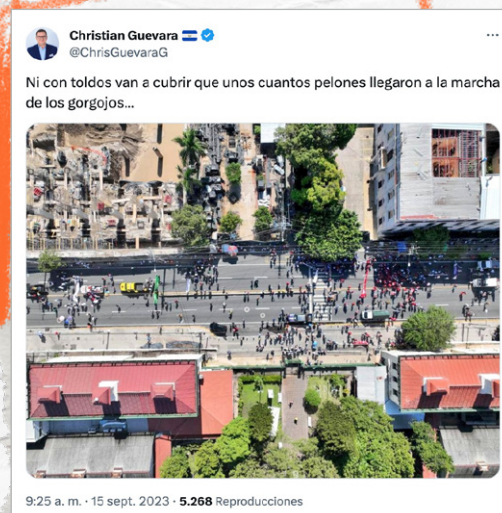 Christian Guevara
@ChrisGuevaraG
...
Ni con toldos van a cubrir que unos cuantos pelones llegaron a la marcha
de los gorgojos...
9:25 a. m. · 15 sept. 2023 · 5.268 Reproducciones